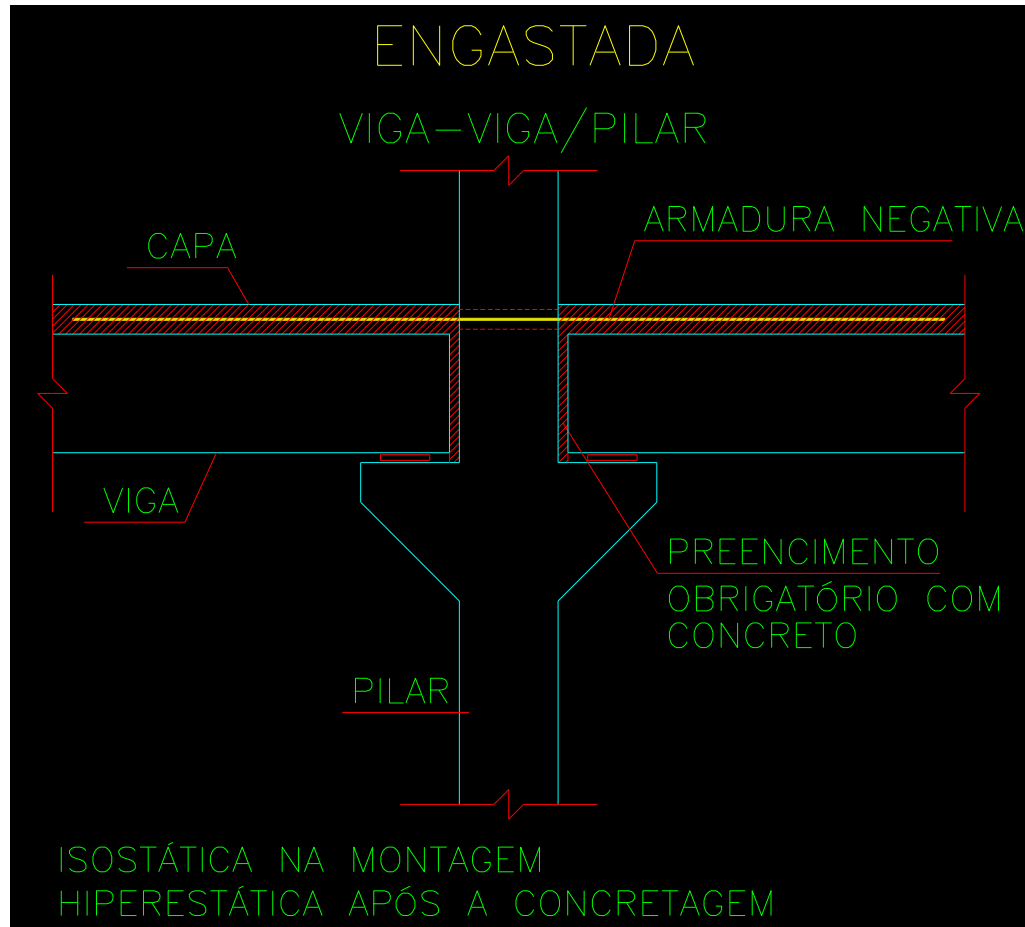 ENGASTADA
VIGA-VIGA/PILAR
ARMADURA NEGATIVA
CAPA
VIGA
PREENCIMENTO
OBRIGATÓRIO COM
CONCRETO
PILAR
ISOSTÁTICA NA MONTAGEM
HIPERESTÁTICA APÓS A CONCRETAGEM